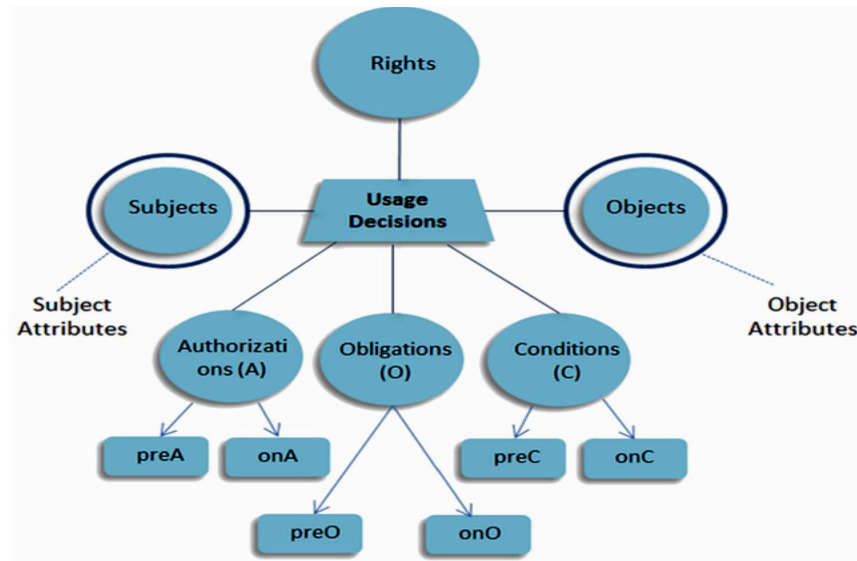 Rights
Subjects
Usage
Decisions
Objects
Subject
Attributes
Object
Attributes
Authorizati
ons (A)
Obligations
(O)
Conditions
(C)
preA
onA
preC
onC
preO
onO